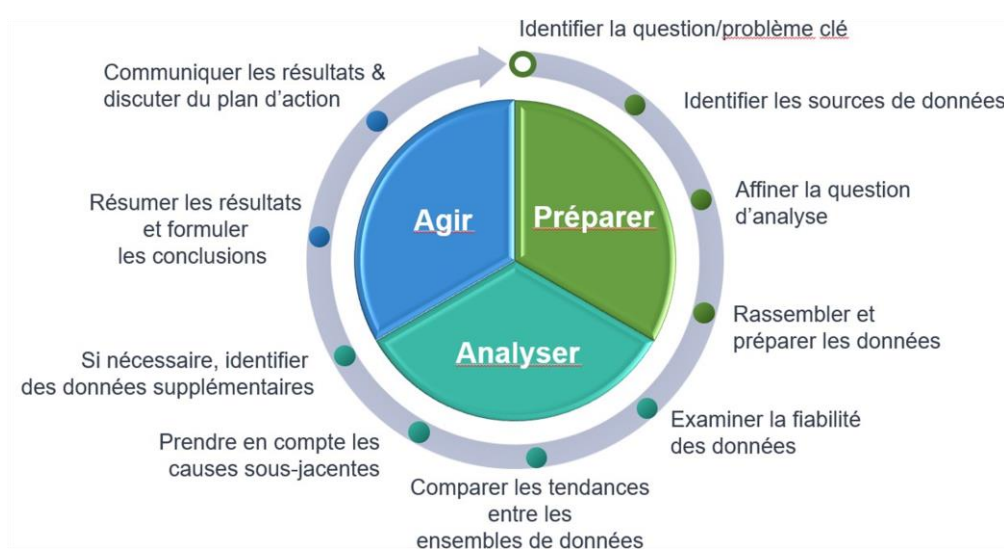 Identifier la question/problème clé
Identifier les sources de données
Affiner la question
d'analyse
Rassembler et
préparer les données
Examiner la fiabilité
des données
Comparer les tendances
entre les
ensembles de données
Prendre en compte les
causes sous-jacentes
Si nécessaire, identifier
des données supplémentaires
Résumer les résultats
et formuler
les conclusions
Communiquer les résultats &
discuter du plan d'action
Agir
Préparer
Analyser